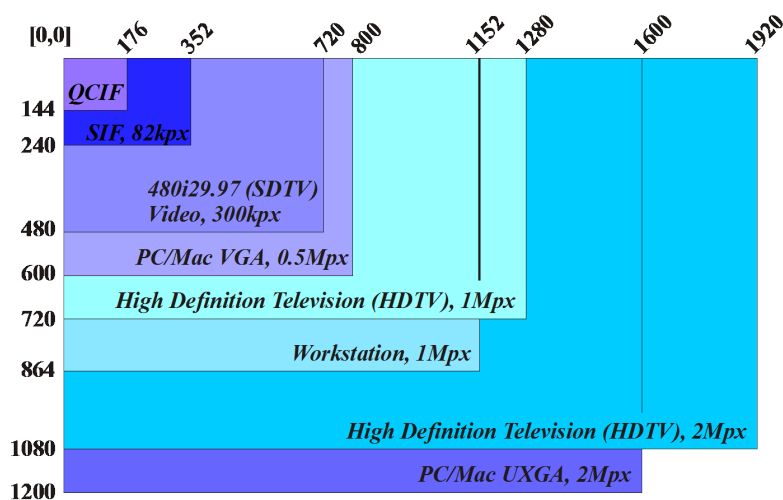 [0,0]
176
352
720
800
1152
1280
1600
1920
QCIF
144
SIF, 82kpx
240
480i29.97 (SDTV)
Video, 300kpx
480
PC/Mac VGA, 0.5Mpx
600
High Definition Television (HDTV), 1Mpx
720
Workstation, 1Mpx
864
High Definition Television (HDTV), 2Mpx
1080
PC/Mac UXGA, 2Mpx
1200